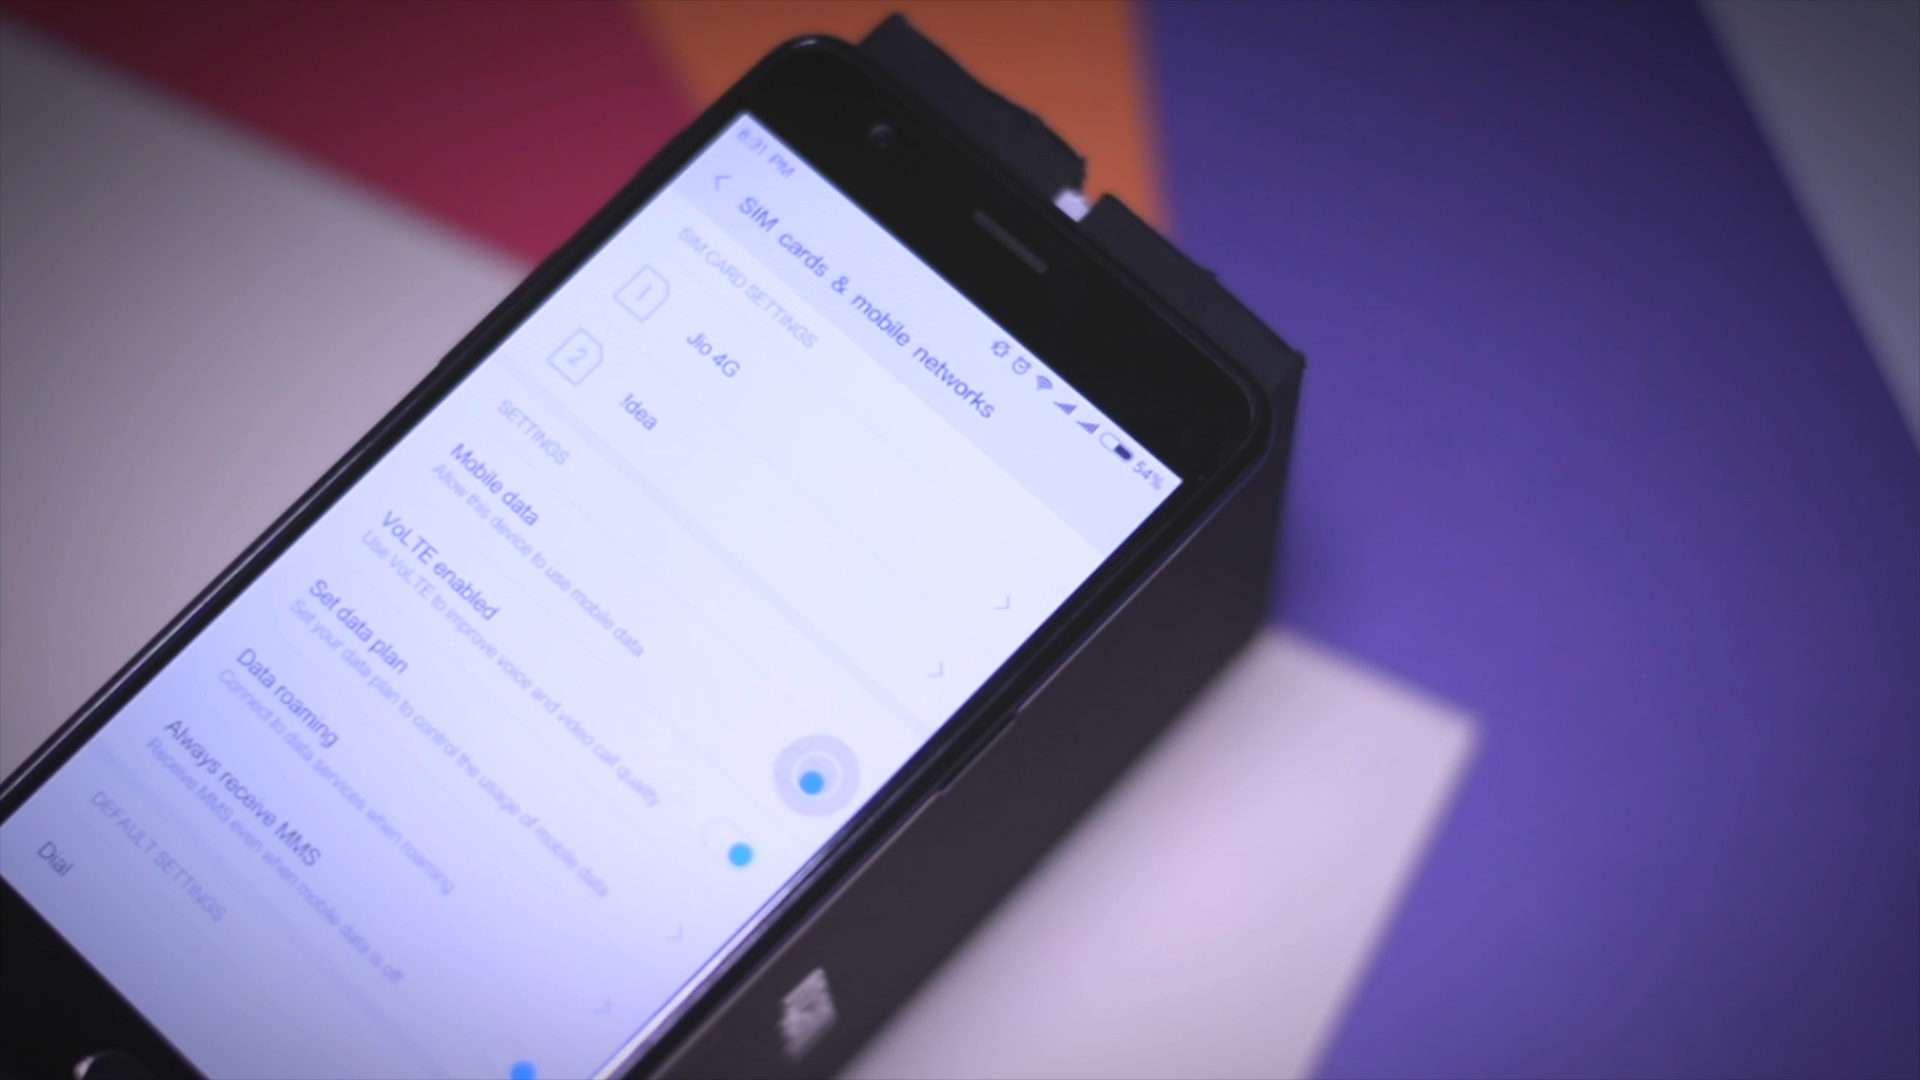 8:31 PM
54%
SIM cards & mobile networks
SIM CARD SETTINGS
1
Jio 4G
2
Idea
SETTINGS
Mobile data
Allow this device to use mobile data
VoLTE enabled
Use VoLTE to improve voice and video call quality
Set data plan
Set your data plan to control the usage of mobile data
Data roaming
Connect to data services when roaming
Always receive MMS
Receive MMS even when mobile data is off
DEFAULT SETTINGS
Dial